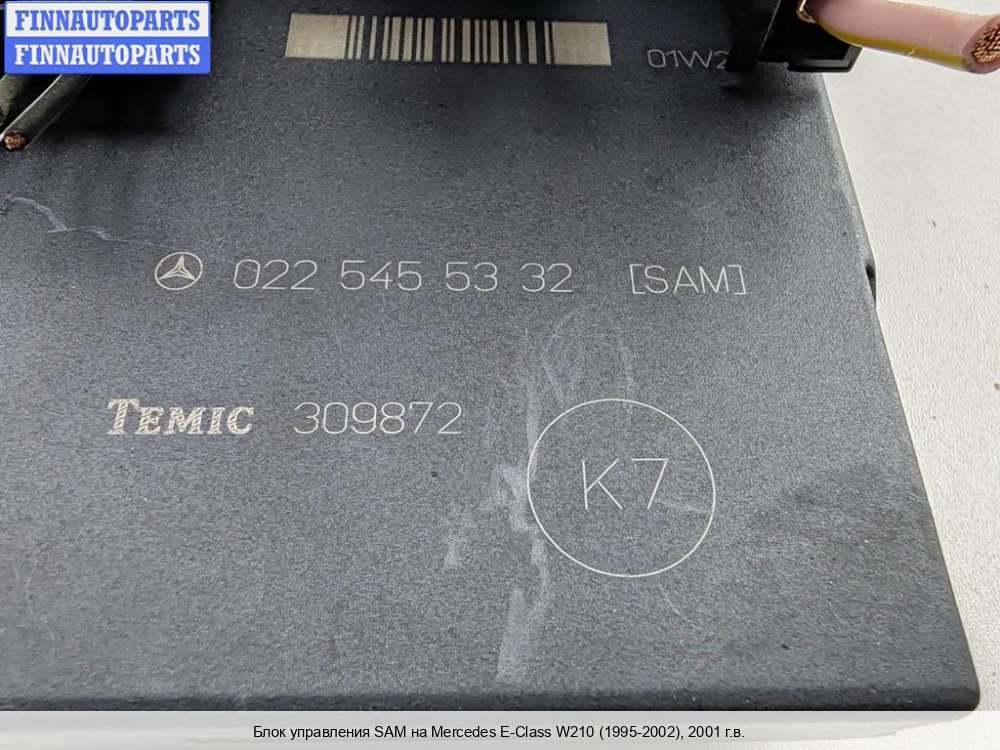 FINNAUTOPARTS
FINNAUTOPARTS
01W2
022 545 53 32 [SAM]
TEMIC 309872
K7
Блок управления SAM на Mercedes E-Class W210 (1995-2002), 2001 г.в.